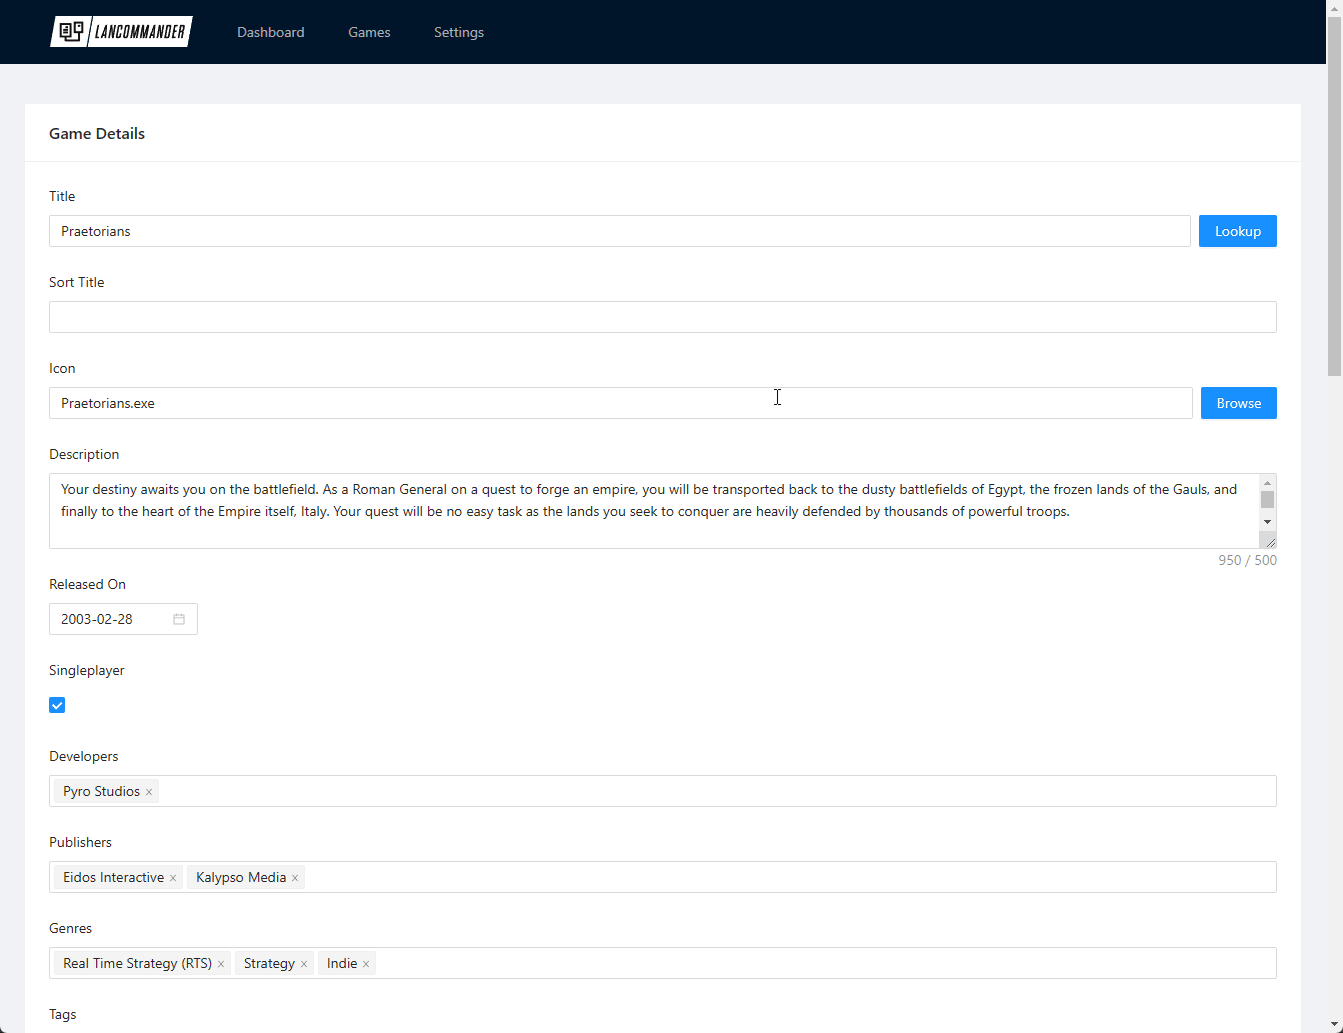 LANCOMMANDER Dashboard Games Settings
Game Details
Title
Praetorians Lookup
Sort Title
Icon
Praetorians.exe Browse
Description
Your destiny awaits you on the battlefield. As a Roman General on a quest to forge an empire, you will be transported back to the dusty battlefields of Egypt, the frozen lands of the Gauls, and
finally to the heart of the Empire itself, Italy. Your quest will be no easy task as the lands you seek to conquer are heavily defended by thousands of powerful troops.
950 / 500
Released On
2003-02-28
Singleplayer
Developers
Pyro Studios ×
Publishers
Eidos Interactive × Kalypso Media ×
Genres
Real Time Strategy (RTS) × Strategy × Indie ×
Tags